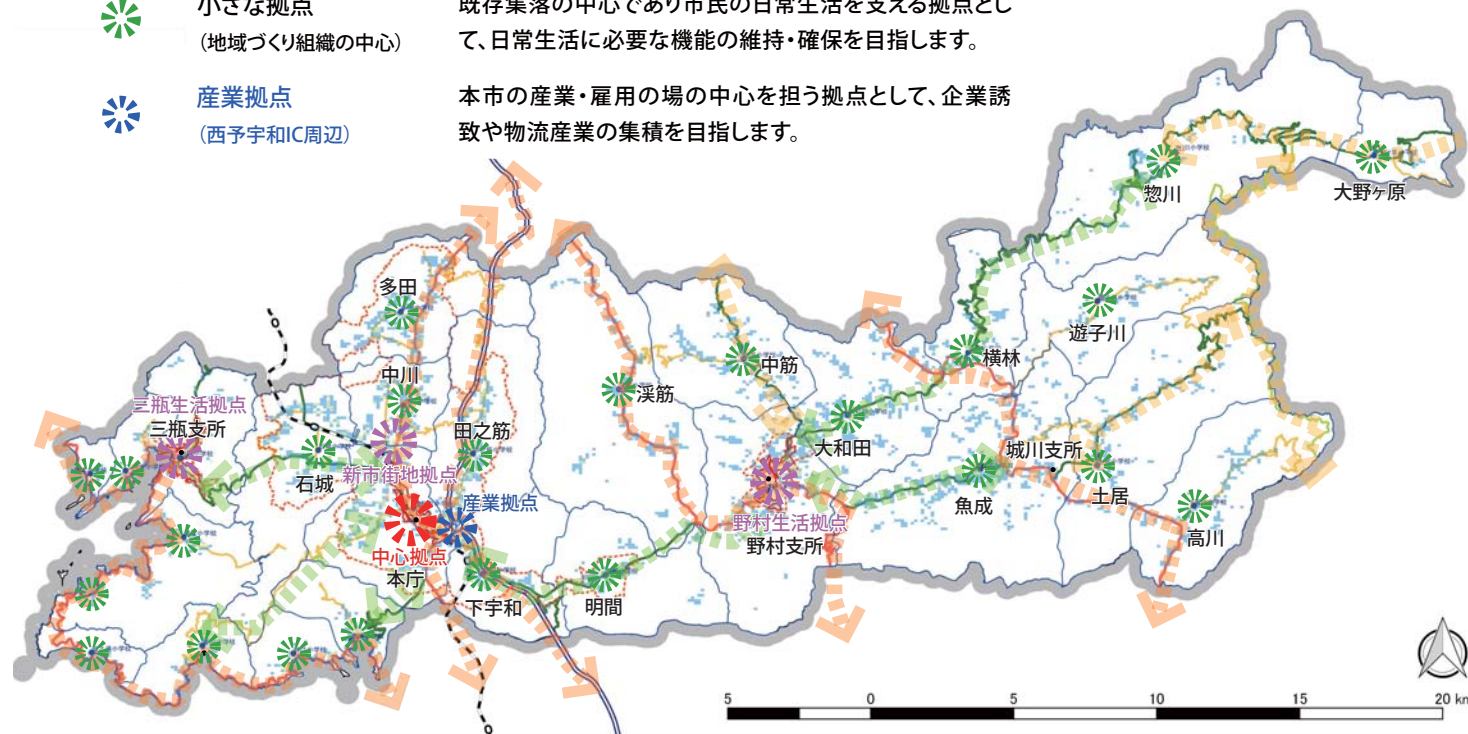 小さな拠点
（地域づくり組織の中心）
既存集落の中心であり市民の日常生活を支える拠点とし
て、日常生活に必要な機能の維持・確保を目指します。
産業拠点
（西予宇和IC周辺）
本市の産業・雇用の場の中心を担う拠点として、企業誘
致や物流産業の集積を目指します。
惣川
大野ヶ原
多田
遊子川
中川
中筋
横林
渓筋
三瓶生活拠点
三瓶支所
田之筋
大和田
城川支所
石城
新市街地拠点
産業拠点
魚成
土居
野村生活拠点
野村支所
高川
中心拠点
本庁
下宇和
明間
5 0 5 10 15 20 km